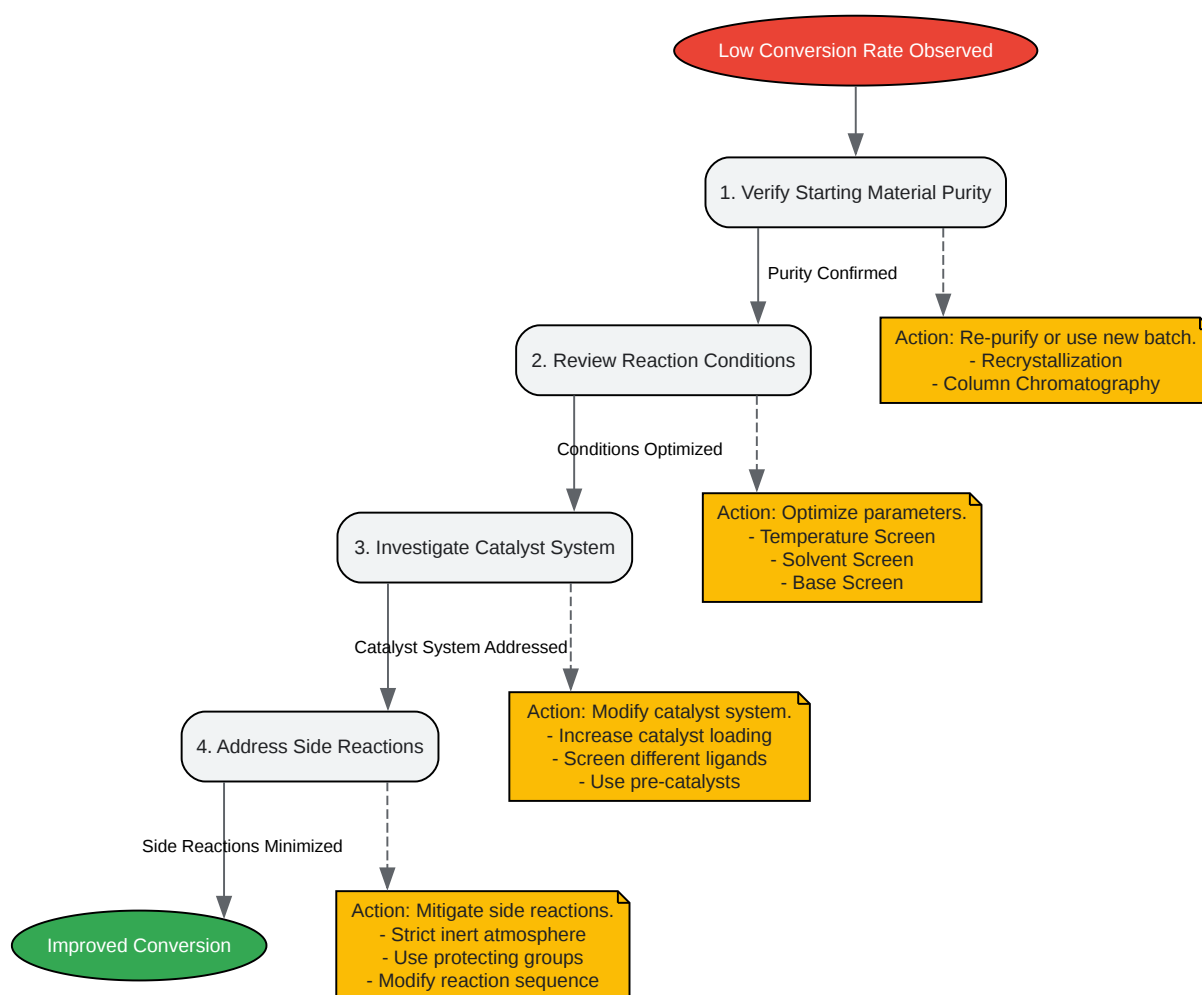 Low Conversion Rate Observed
1. Verify Starting Material Purity
Purity Confirmed
Action: Re-purify or use new batch.
- Recrystallization
- Column Chromatography
2. Review Reaction Conditions
Conditions Optimized
Action: Optimize parameters.
- Temperature Screen
- Solvent Screen
- Base Screen
3. Investigate Catalyst System
Catalyst System Addressed
Action: Modify catalyst system.
- Increase catalyst loading
- Screen different ligands
- Use pre-catalysts
4. Address Side Reactions
Side Reactions Minimized
Action: Mitigate side reactions.
- Strict inert atmosphere
- Use protecting groups
- Modify reaction sequence
Improved Conversion